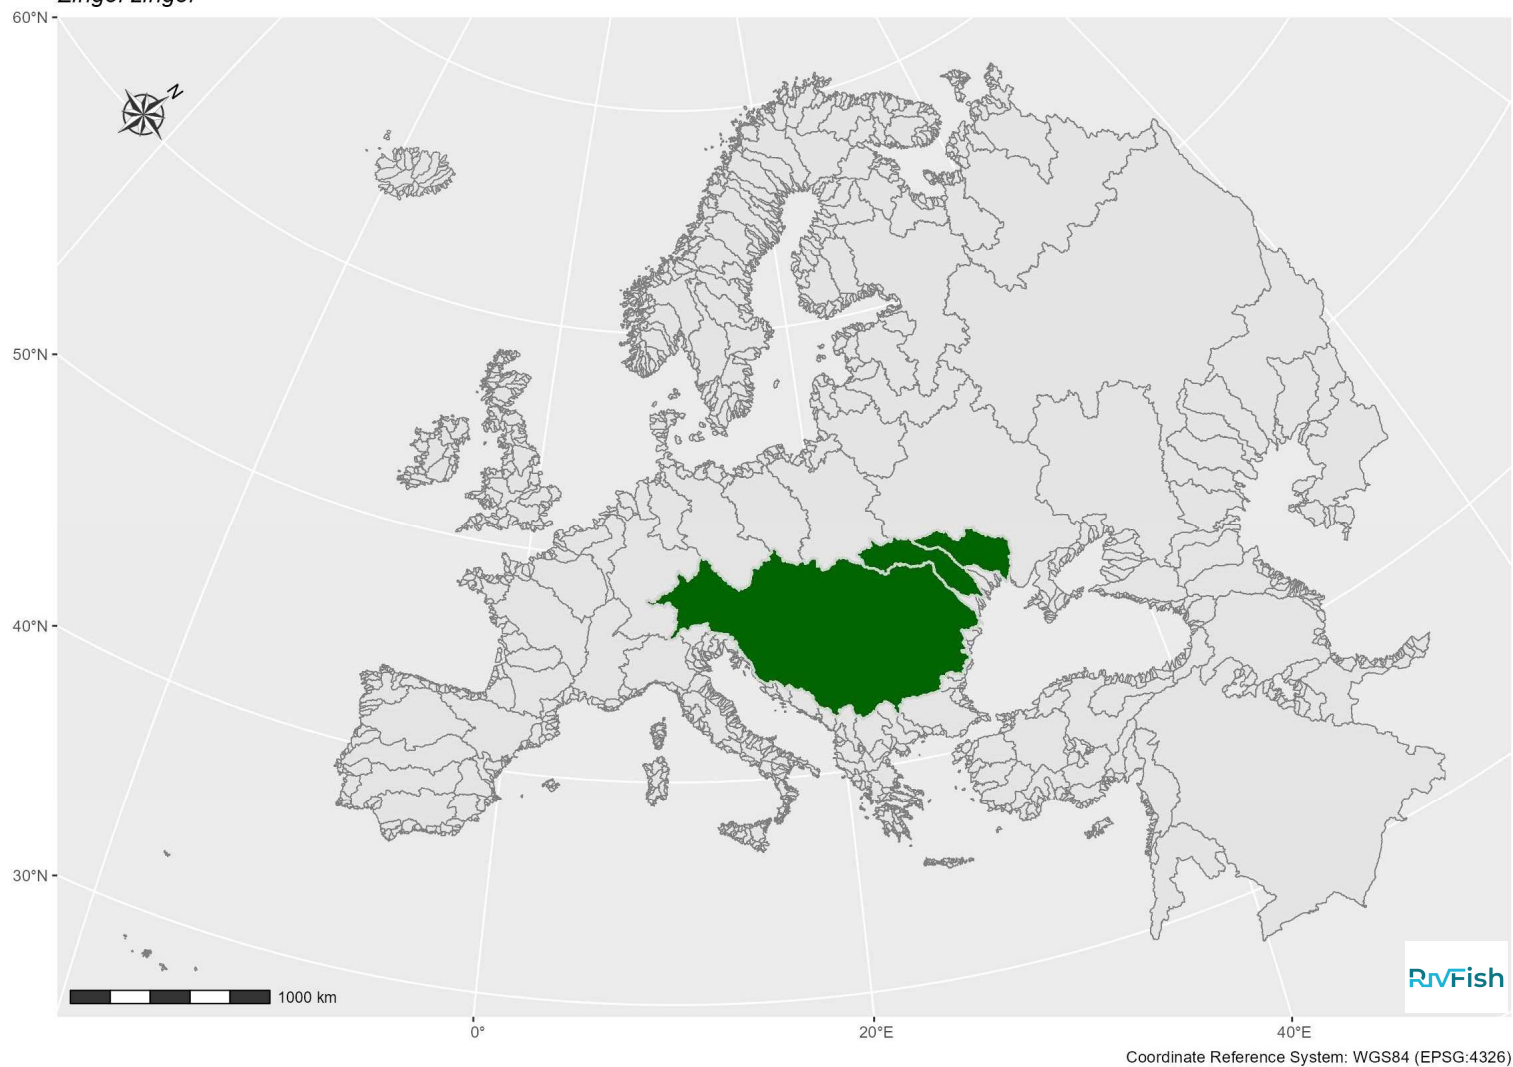 Zingel zingel
60°N
N
50°N
40°N
30°N
1000 km
RivFish
0°
20°E
40°E
Coordinate Reference System: WGS84 (EPSG:4326)